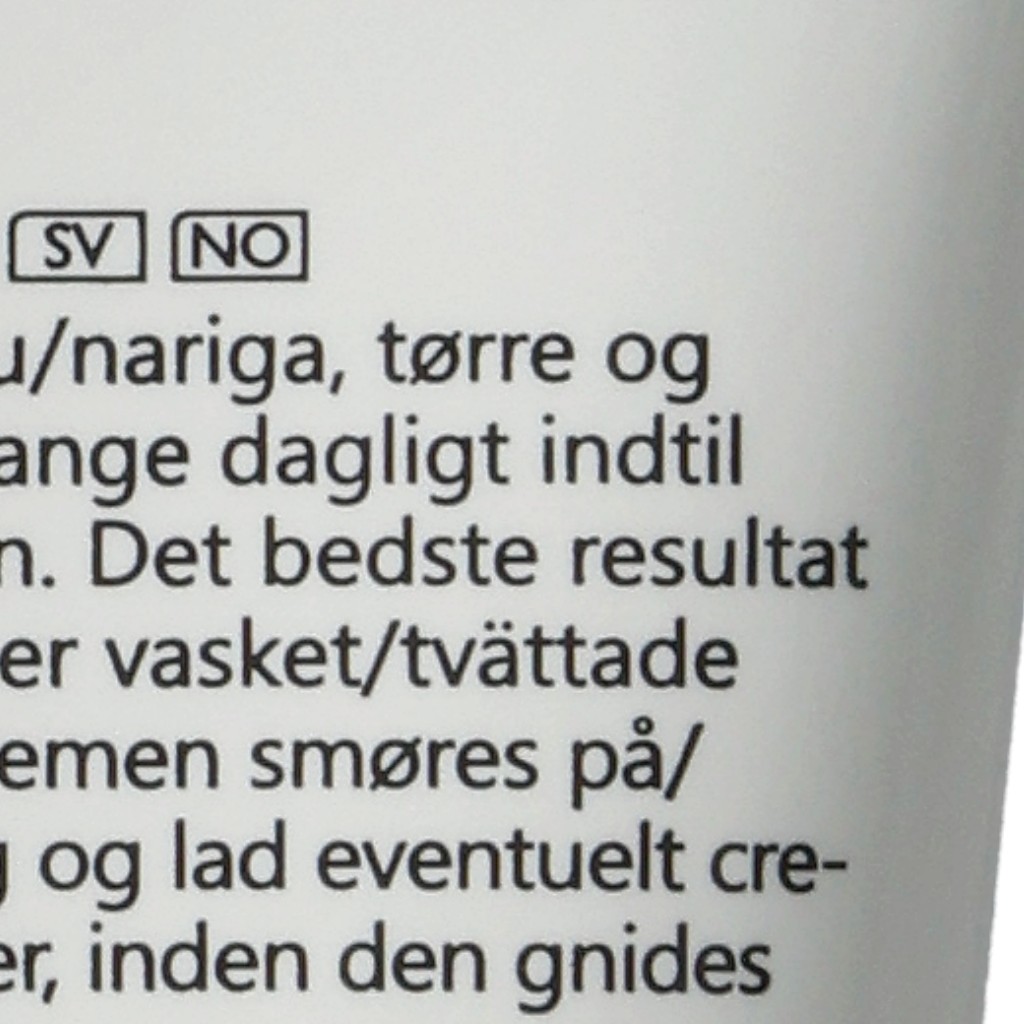 SV NO
u/nariga, tørre og
ange dagligt indtil
n. Det bedste resultat
er vasket/tvättade
emen smøres på/
g og lad eventuelt cre-
er, inden den gnides